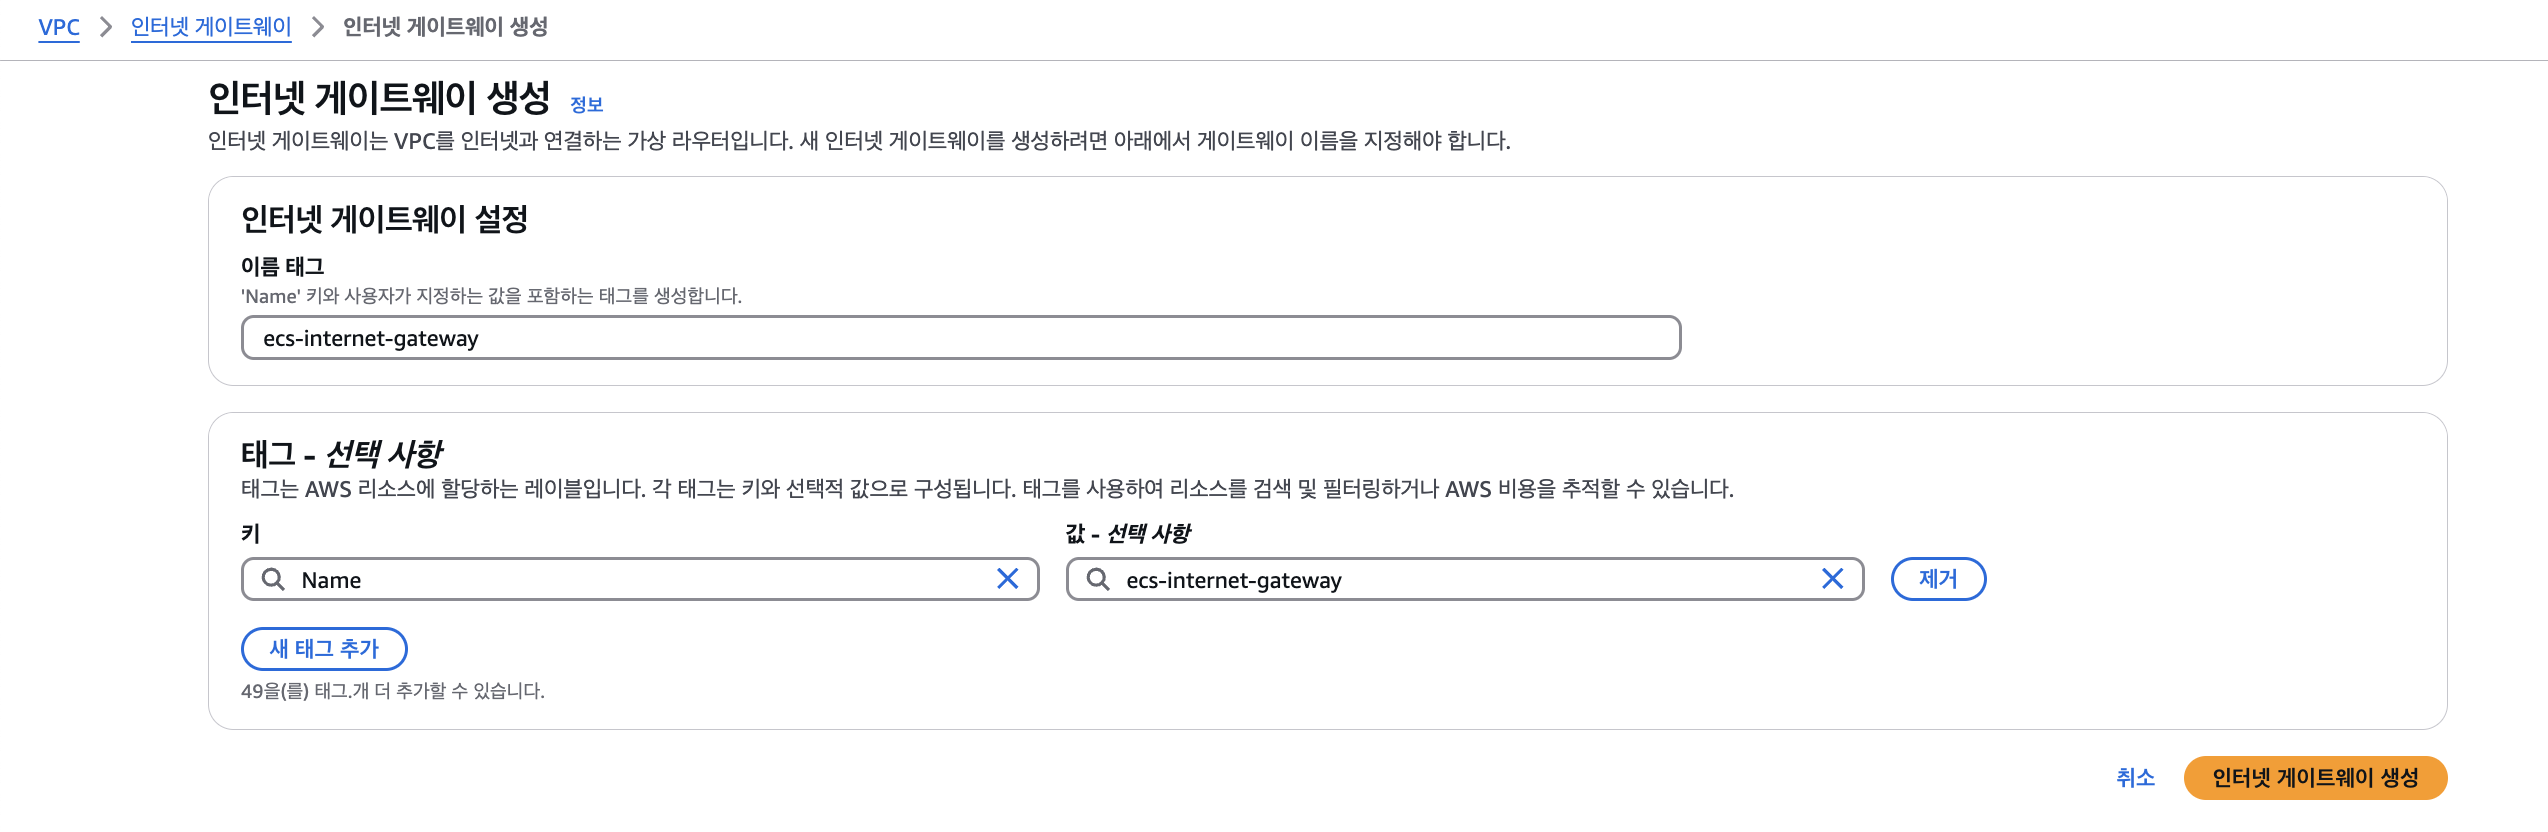 VPC > 인터넷 게이트웨이 > 인터넷 게이트웨이 생성
인터넷 게이트웨이 생성 정보
인터넷 게이트웨이는 VPC를 인터넷과 연결하는 가상 라우터입니다. 새 인터넷 게이트웨이를 생성하려면 아래에서 게이트웨이 이름을 지정해야 합니다.
인터넷 게이트웨이 설정
이름 태그
'Name' 키와 사용자가 지정하는 값을 포함하는 태그를 생성합니다.
ecs-internet-gateway
태그 - 선택 사항
태그는 AWS 리소스에 할당하는 레이블입니다. 각 태그는 키와 선택적 값으로 구성됩니다. 태그를 사용하여 리소스를 검색 및 필터링하거나 AWS 비용을 추적할 수 있습니다.
키 값 - 선택 사항
Name ecs-internet-gateway 제거
새 태그 추가
49을(를) 태그.개 더 추가할 수 있습니다.
취소 인터넷 게이트웨이 생성